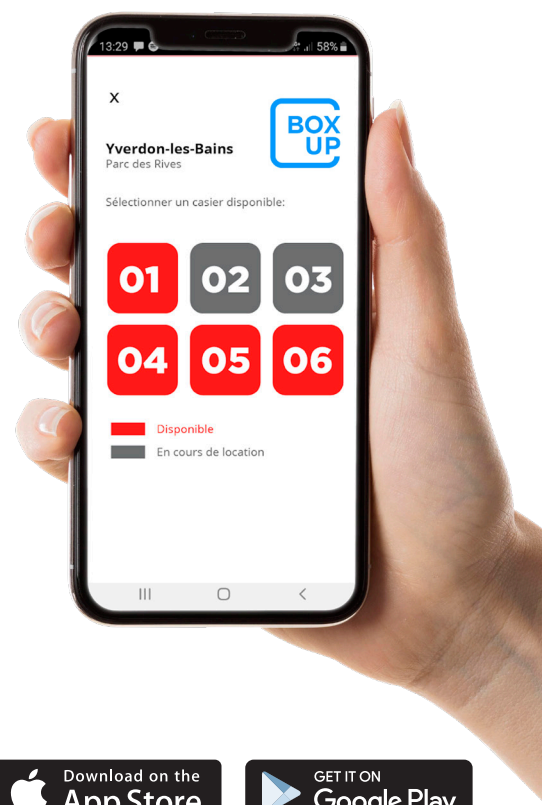 13:29
58%
X
BOX
UP
Yverdon-les-Bains
Parc des Rives
Sélectionner un casier disponible:
01 02 03
04 05 06
Disponible
En cours de location
Download on the
App Store
GET IT ON
Google Play